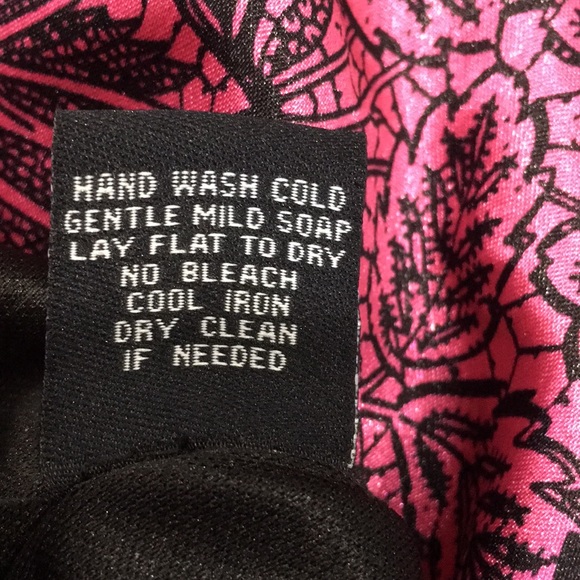 HAND WASH COLD
GENTLE MILD SOAP
LAY FLAT TO DRY
NO BLEACH
COOL IRON
DRY CLEAN
IF NEEDED